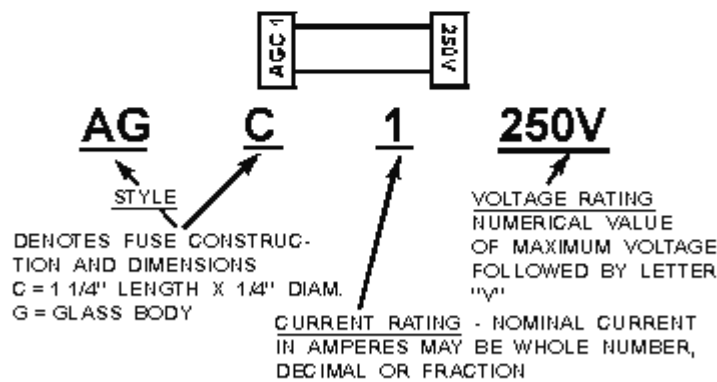 AGC 1
250V
AG C 1 250V
STYLE
DENOTES FUSE CONSTRUC-
TION AND DIMENSIONS
C = 1 1/4" LENGTH X 1/4" DIAM.
G = GLASS BODY
CURRENT RATING - NOMINAL CURRENT
IN AMPERES MAY BE WHOLE NUMBER,
DECIMAL OR FRACTION
VOLTAGE RATING
NUMERICAL VALUE
OF MAXIMUM VOLTAGE
FOLLOWED BY LETTER
"V"